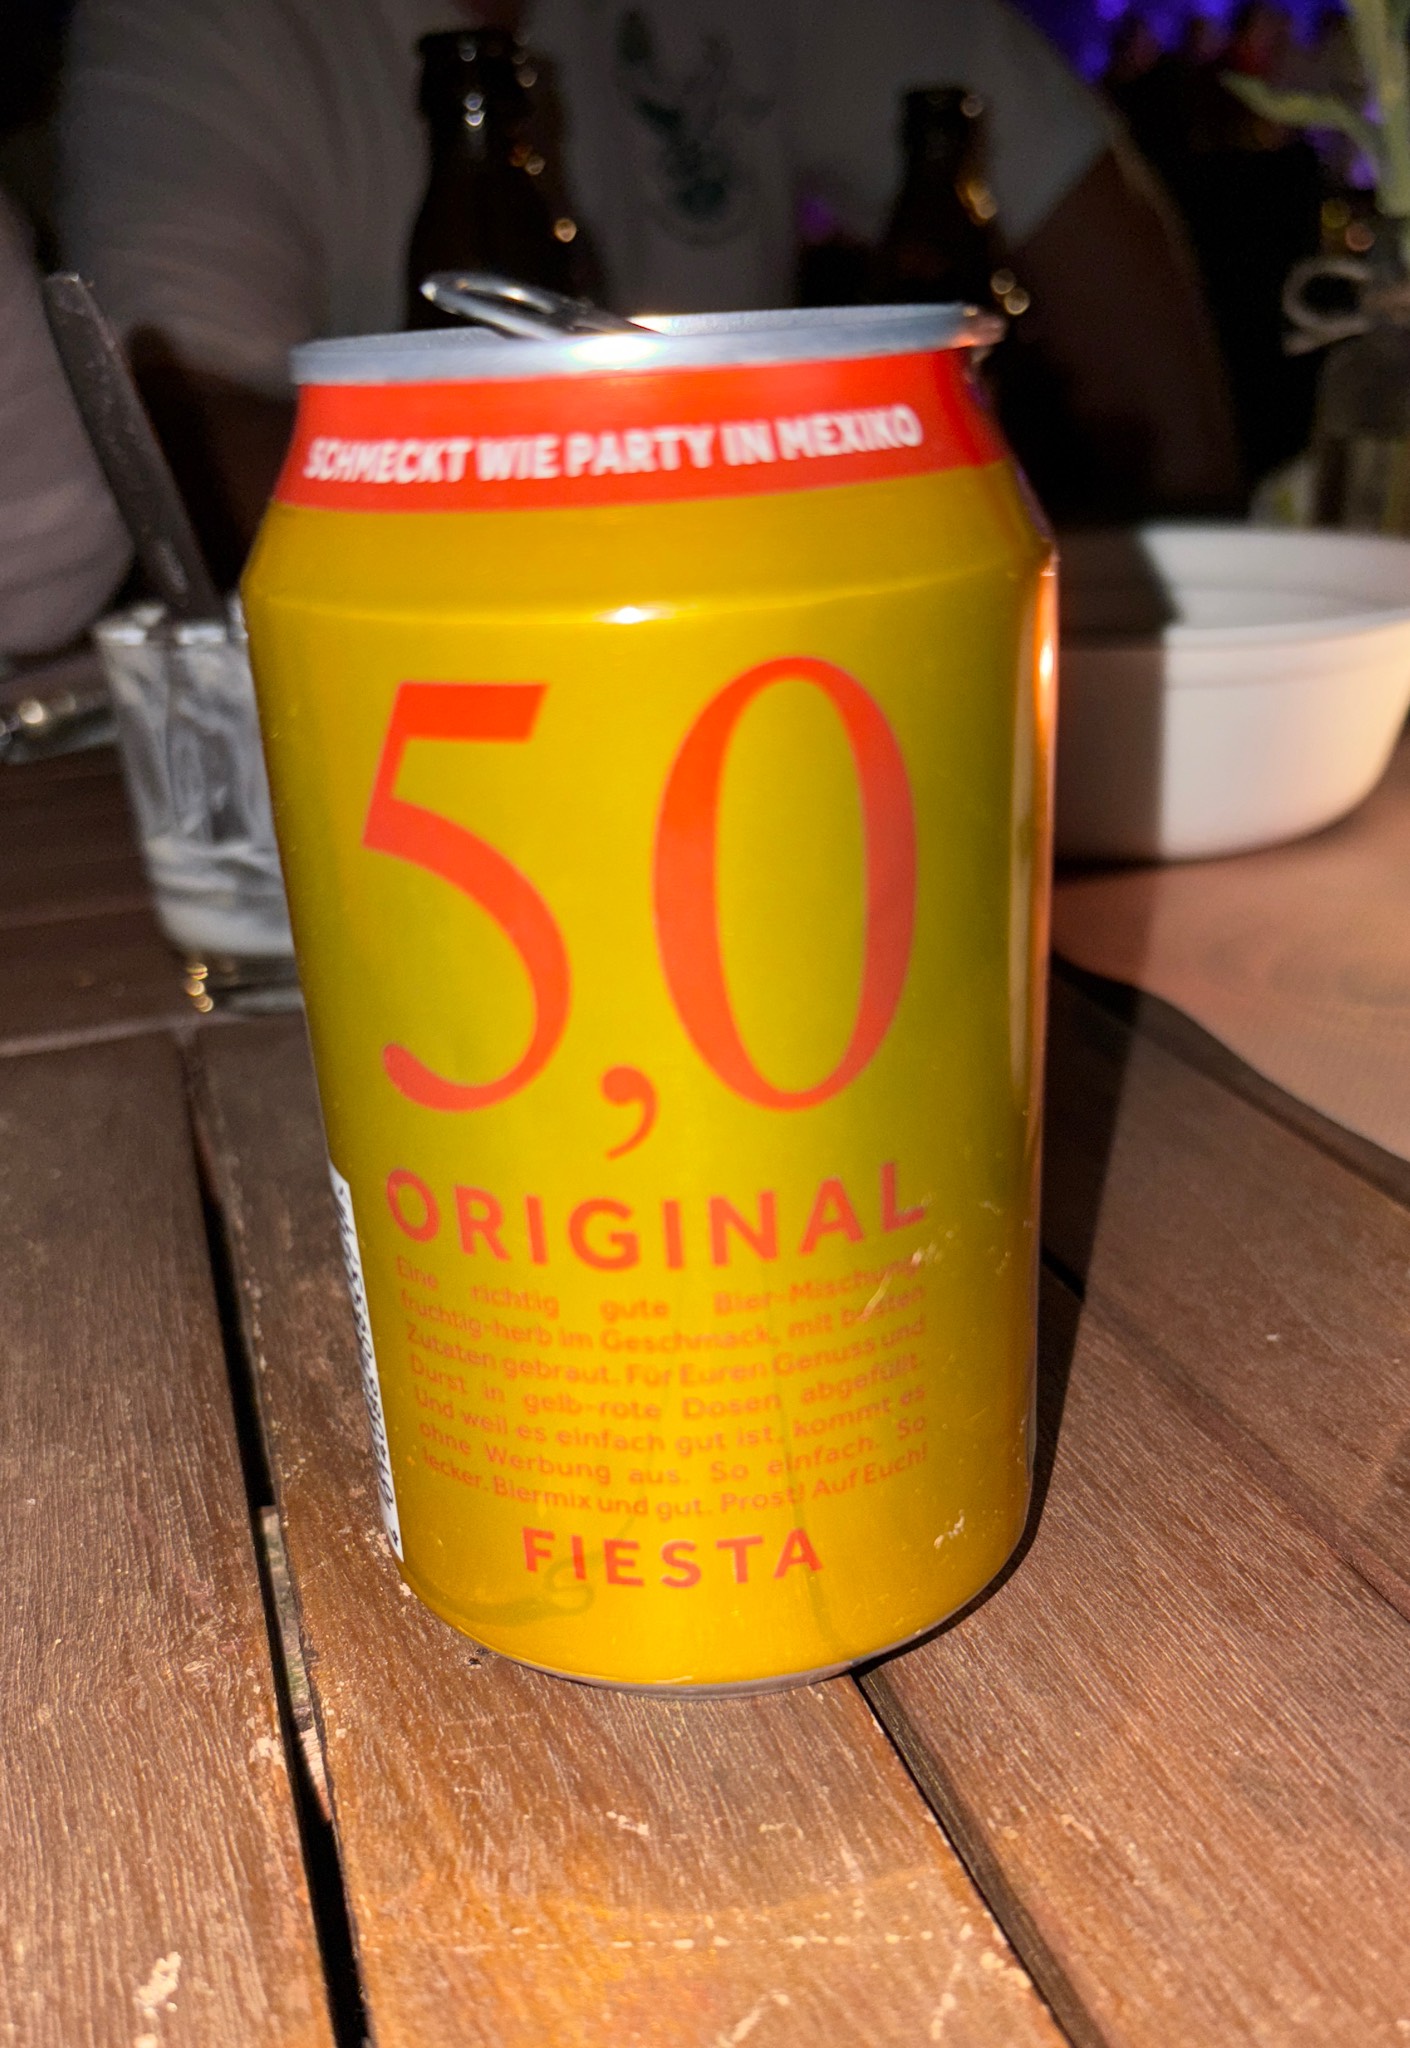 SCHMECKT WIE PARTY IN MEXIKO
5,0
ORIGINAL
Eine richtig gute Bier-Mischung,
fruchtig-herb im Geschmack, mit besten
Zutaten gebraut. Für Euren Genuss und
Durst in gelb-rote Dosen abgefüllt.
Und weil es einfach gut ist, kommt es
ohne Werbung aus. So einfach. So
lecker. Biermix und gut. Prost! Auf Euch!
FIESTA